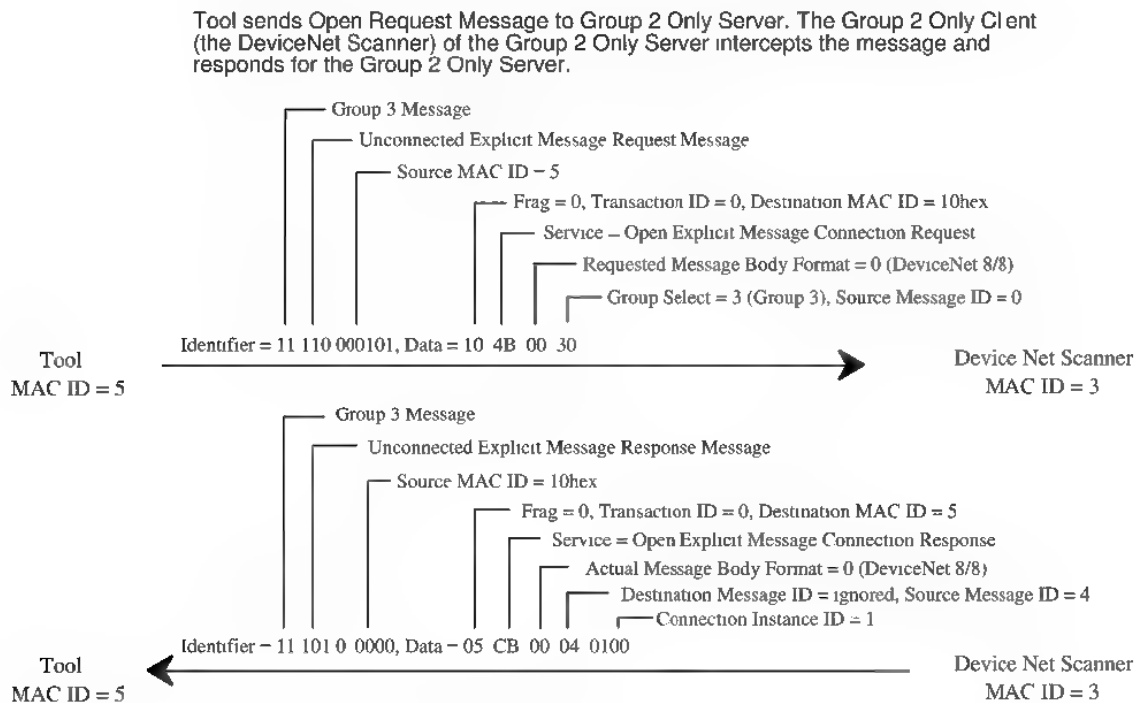 Tool sends Open Request Message to Group 2 Only Server. The Group 2 Only Cl ent
(the DeviceNet Scanner) of the Group 2 Only Server intercepts the message and
responds for the Group 2 Only Server.
Group 3 Message
Unconnected Explicit Message Request Message
Source MAC ID = 5
Frag = 0, Transaction ID = 0, Destination MAC ID = 10hex
Service = Open Explicit Message Connection Request
Requested Message Body Format = 0 (DeviceNet 8/8)
Group Select = 3 (Group 3), Source Message ID = 0
Identifier = 11 110 000101, Data = 10 4B 00 30
Tool
MAC ID = 5
Device Net Scanner
MAC ID = 3
Group 3 Message
Unconnected Explicit Message Response Message
Source MAC ID = 10hex
Frag = 0, Transaction ID = 0, Destination MAC ID = 5
Service = Open Explicit Message Connection Response
Actual Message Body Format = 0 (DeviceNet 8/8)
Destination Message ID = ignored, Source Message ID = 4
Connection Instance ID = 1
Identifier = 11 101 0 0000, Data = 05 CB 00 04 0100
Tool
MAC ID = 5
Device Net Scanner
MAC ID = 3